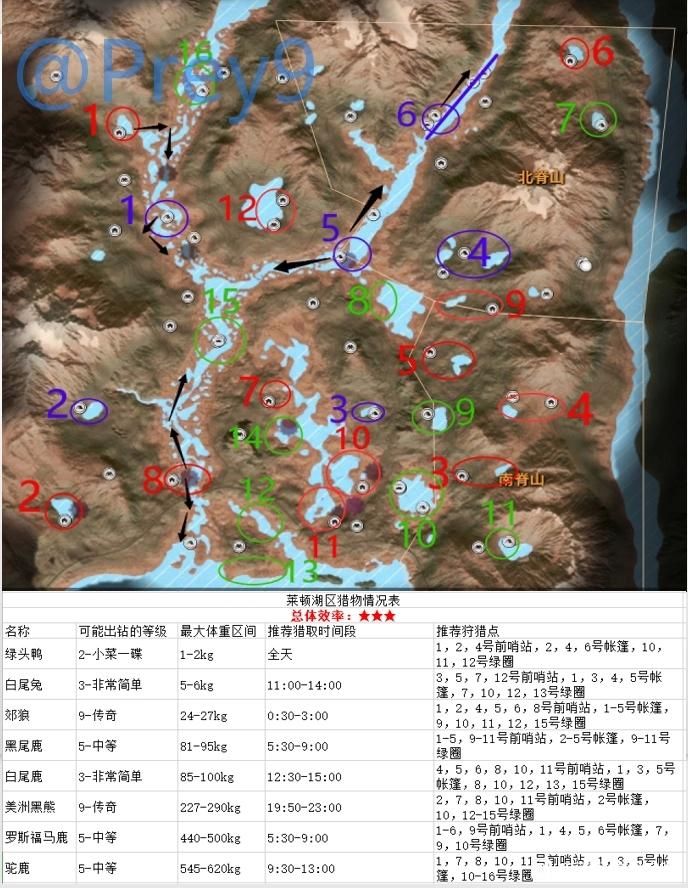 @Prey9
16
6
1
6
7
北脊山
1
12
5
4
15
8
9
5
7
2
3
9
4
14
10
8
3
南脊山
2
12
11
10
11
13
莱顿湖区猎物情况表
总体效率：★★★
名称 可能出钻的等级 最大体重区间 推荐猎取时间段 推荐狩猎点
绿头鸭 2-小菜一碟 1-2kg 全天 1，2，4号前哨站，2，4，6号帐篷，10，
11，12号绿圈
白尾兔 3-非常简单 5-6kg 11:00-14:00 3，5，7，12号前哨站，1，3，4，5号帐
篷，7，10，12，13号绿圈
郊狼 9-传奇 24-27kg 0:30-3:00 1，2，4，5，6，8号前哨站，1-5号帐篷，
9，10，11，12，15号绿圈
黑尾鹿 5-中等 81-95kg 5:30-9:00 1-5，9-11号前哨站，2-5号帐篷，9-11号
绿圈
白尾鹿 3-非常简单 85-100kg 12:30-15:00 4，5，6，8，10，11号前哨站，1，3，5号
帐篷，8，10，12，13，15号绿圈
美洲黑熊 9-传奇 227-290kg 19:50-23:00 2，7，8，10，11号前哨站，2号帐篷，
10，12-15号绿圈
罗斯福马鹿 5-中等 440-500kg 5:30-9:00 1-6，9号前哨站，1，4，5，6号帐篷，7，
9，10号绿圈
驼鹿 5-中等 545-620kg 9:30-13:00 1，7，8，10，11号前哨站，1，3，5号帐篷，
10-16号绿圈